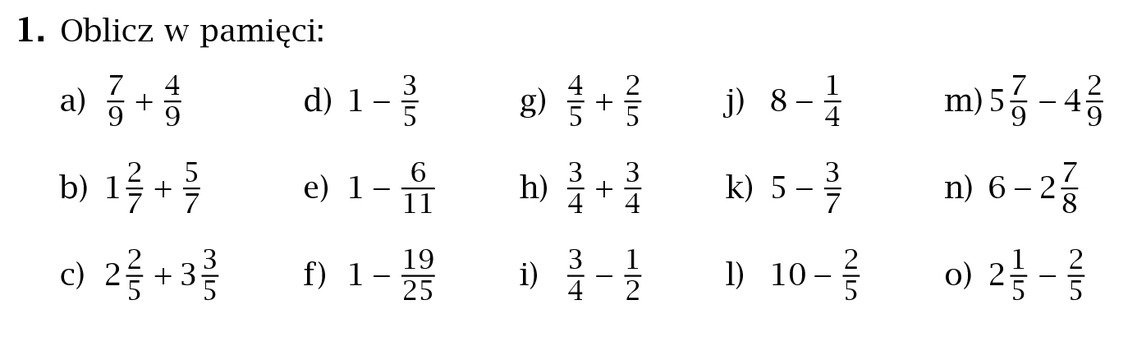 1. Oblicz w pamięci:
a) 7/9 + 4/9 d) 1 – 3/5 g) 4/5 + 2/5 j) 8 – 1/4 m) 5 7/9 – 4 2/9
b) 1 2/7 + 5/7 e) 1 – 6/11 h) 3/4 + 3/4 k) 5 – 3/7 n) 6 – 2 7/8
c) 2 2/5 + 3 3/5 f) 1 – 19/25 i) 3/4 – 1/2 l) 10 – 2/5 o) 2 1/5 – 2/5